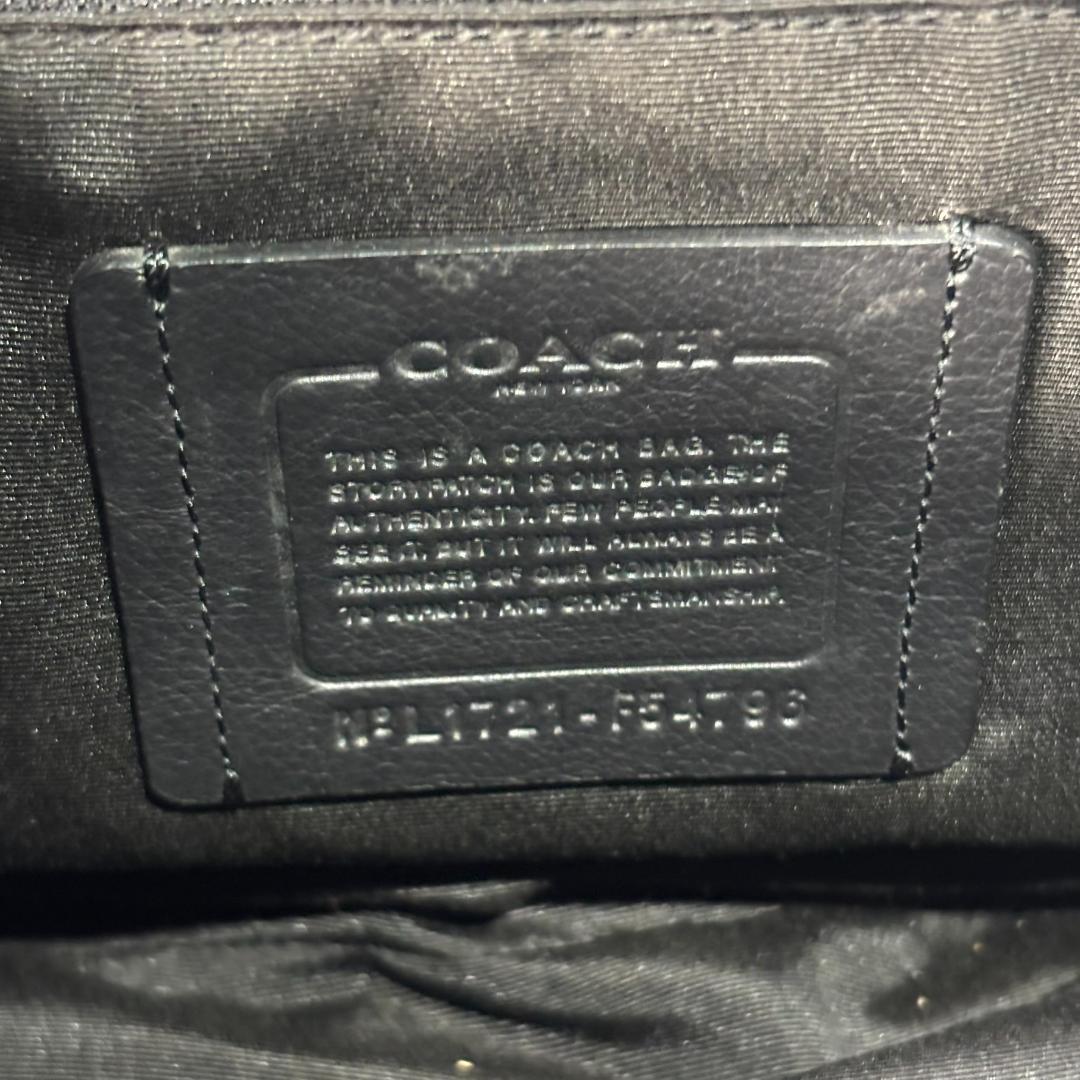 COACH
NEW YORK
THIS IS A COACH BAG. THE
STORYPATCH IS OUR BADGE OF
AUTHENTICITY. FEW PEOPLE MAY
SEE IT, BUT IT WILL ALWAYS BE A
REMINDER OF OUR COMMITMENT
TO QUALITY AND CRAFTSMANSHIP.
L1721-F54796